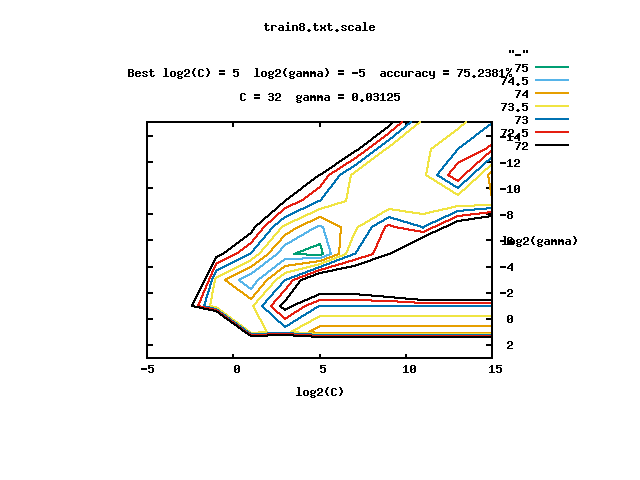 train8.txt.scale
"-"
Best log2(C) = 5 log2(gamma) = -5 accuracy = 75.2381%
75
74.5
C = 32 gamma = 0.03125
74
73.5
73
72.5
-14
72
-12
-10
-8
-6
log2(gamma)
-4
-2
0
2
-5 0 5 10 15
log2(C)